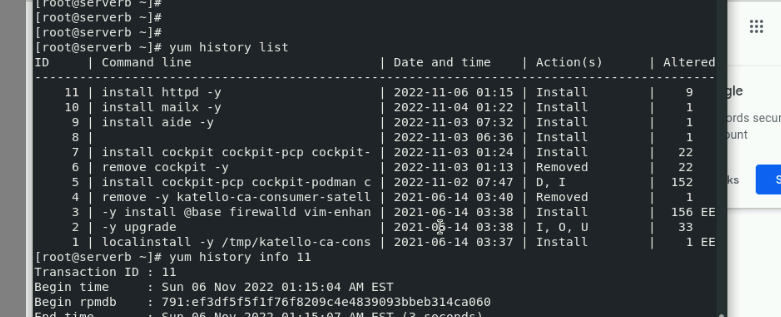 [root@serverb ~]#
[root@serverb ~]#
[root@serverb ~]#
[root@serverb ~]# yum history list
ID     | Command line                             | Date and time    | Action(s)      | Altered
-------------------------------------------------------------------------------
    11 | install httpd -y                         | 2022-11-06 01:15 | Install        |    9
    10 | install mailx -y                         | 2022-11-04 01:22 | Install        |    1
     9 | install aide -y                          | 2022-11-03 07:32 | Install        |    1
     8 |                                          | 2022-11-03 06:36 | Install        |    1
     7 | install cockpit cockpit-pcp cockpit-     | 2022-11-03 01:24 | Install        |   22
     6 | remove cockpit -y                        | 2022-11-03 01:13 | Removed        |   22
     5 | install cockpit-pcp cockpit-podman c     | 2022-11-02 07:47 | D, I           |  152
     4 | remove -y katello-ca-consumer-satell     | 2021-06-14 03:40 | Removed        |    1
     3 | -y install @base firewalld vim-enhan     | 2021-06-14 03:38 | Install        |  156 EE
     2 | -y upgrade                               | 2021-06-14 03:38 | I, O, U        |   33
     1 | localinstall -y /tmp/katello-ca-cons     | 2021-06-14 03:37 | Install        |    1 EE
[root@serverb ~]# yum history info 11
Transaction ID : 11
Begin time     : Sun 06 Nov 2022 01:15:04 AM EST
Begin rpmdb    : 791:ef3df5f5f1f76f8209c4e4839093bbeb314ca060
End time       : Sun 06 Nov 2022 01:15:07 AM EST (3 seconds)
gle
ords secur
ount
ks
S